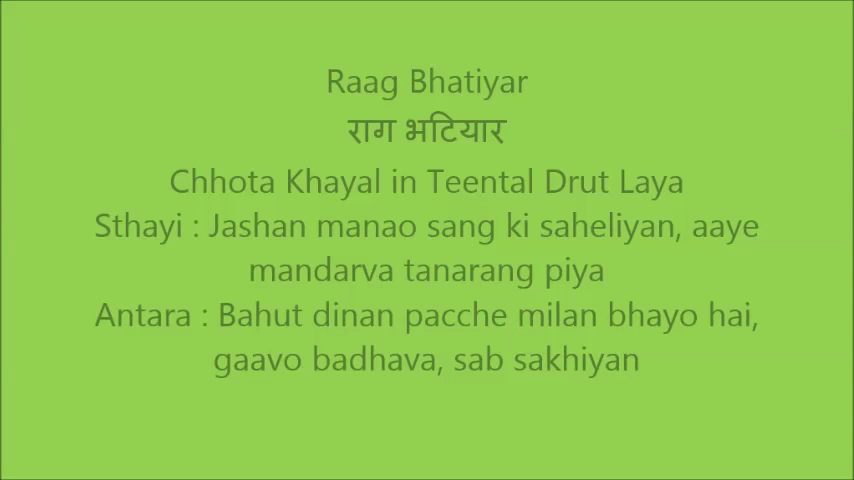 Raag Bhatiyar
राग भटियार
Chhota Khayal in Teental Drut Laya
Sthayi : Jashan manao sang ki saheliyan, aaye
mandarva tanarang piya
Antara : Bahut dinan pacche milan bhayo hai,
gaavo badhava, sab sakhiyan